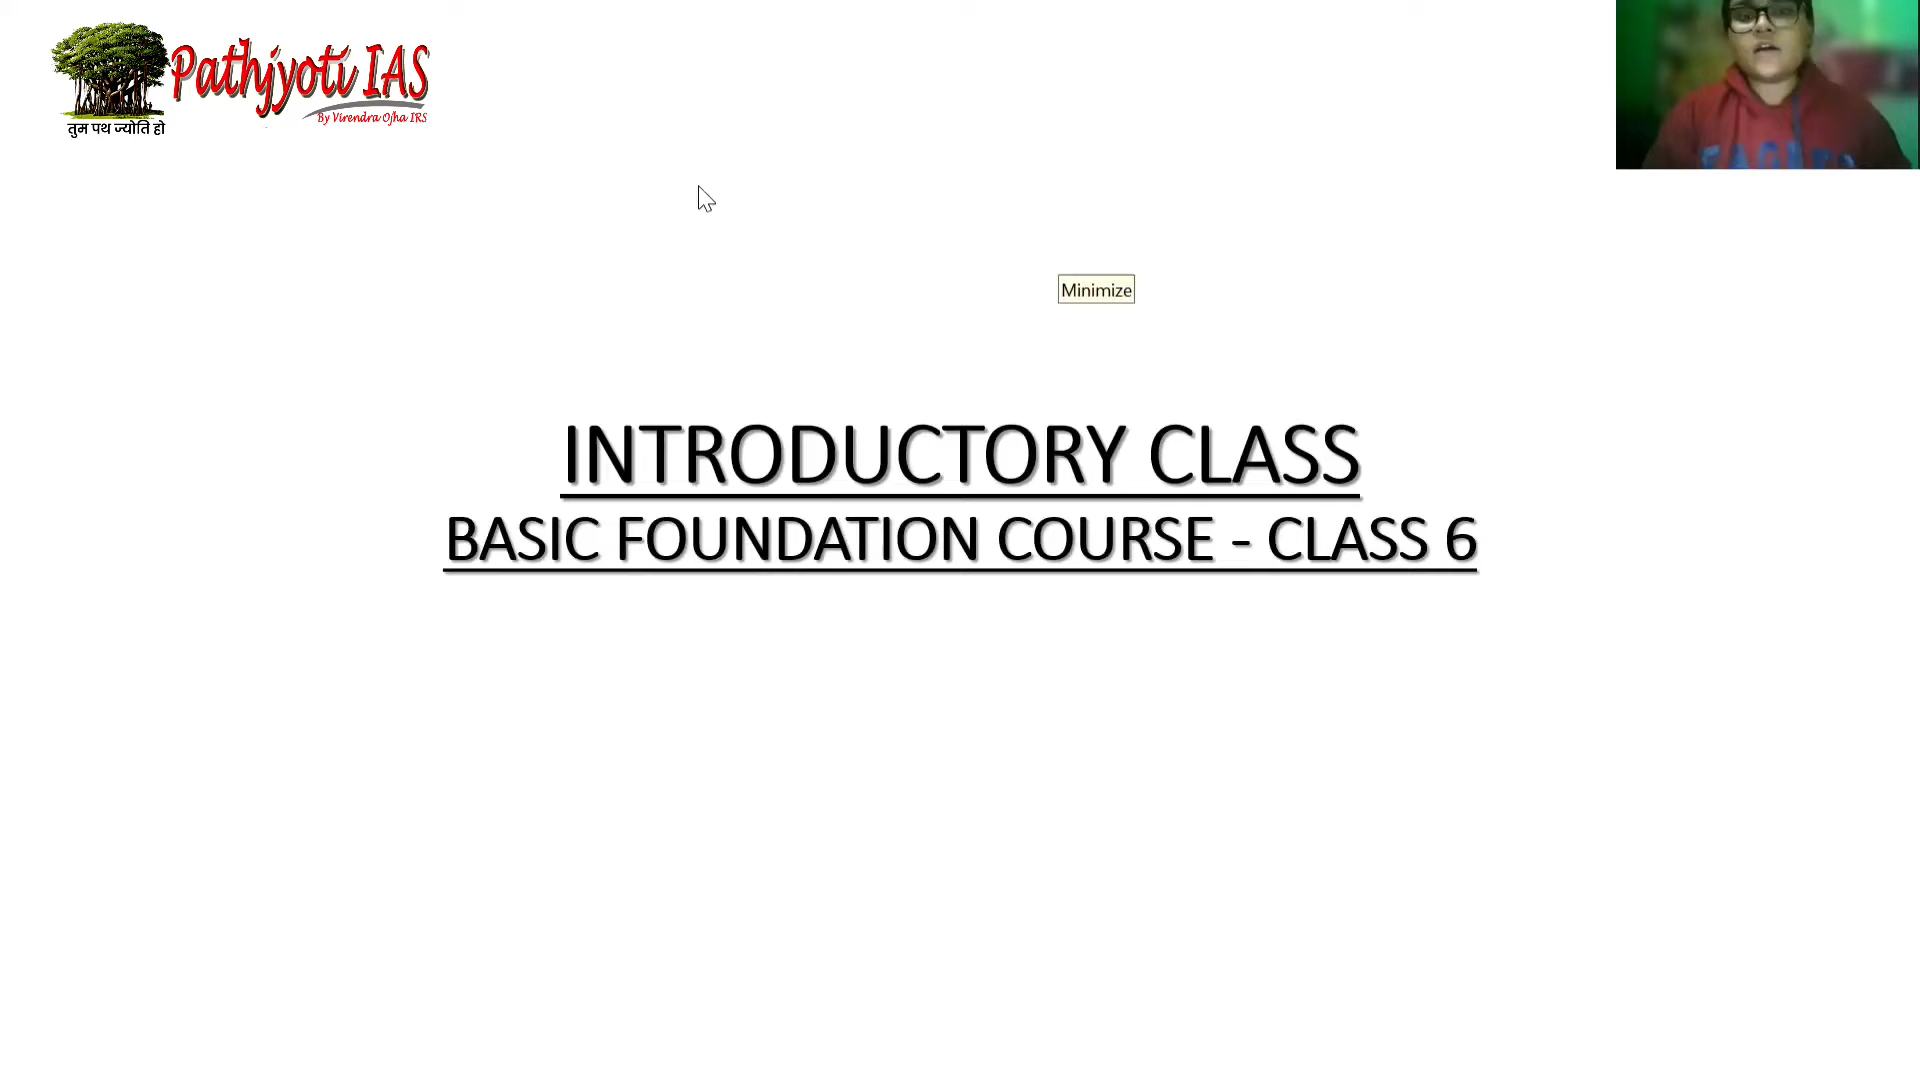 Pathjyoti IAS
By Virendra Ojha IRS
तुम पथ ज्योति हो
Minimize
INTRODUCTORY CLASS
BASIC FOUNDATION COURSE - CLASS 6